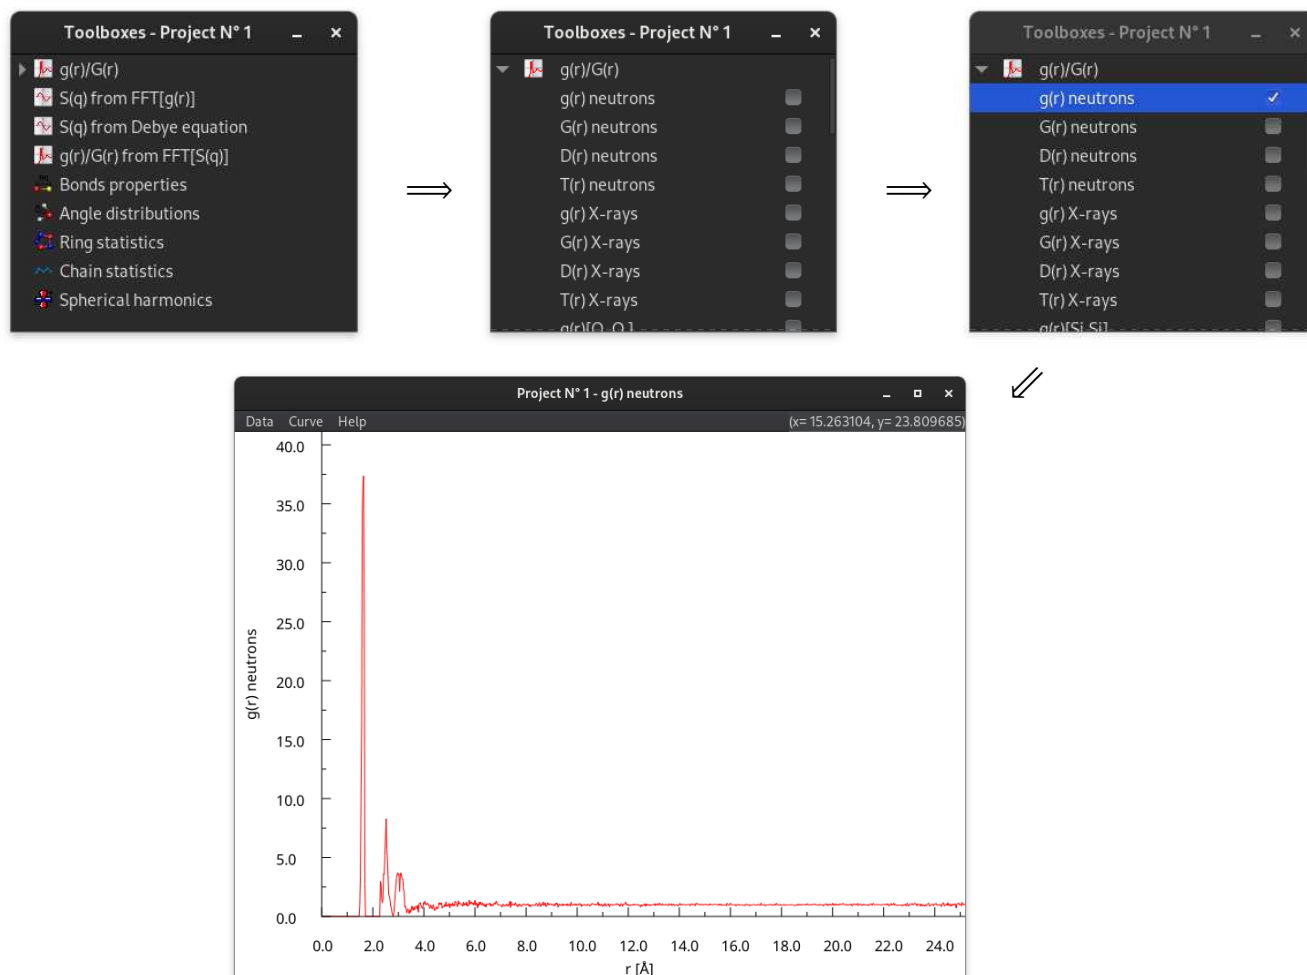 Toolboxes - Project N° 1
g(r)/G(r)
S(q) from FFT[g(r)]
S(q) from Debye equation
g(r)/G(r) from FFT[S(q)]
Bonds properties
Angle distributions
Ring statistics
Chain statistics
Spherical harmonics
Toolboxes - Project N° 1
g(r)/G(r)
g(r) neutrons
G(r) neutrons
D(r) neutrons
T(r) neutrons
g(r) X-rays
G(r) X-rays
D(r) X-rays
T(r) X-rays
Toolboxes - Project N° 1
g(r)/G(r)
g(r) neutrons
G(r) neutrons
D(r) neutrons
T(r) neutrons
g(r) X-rays
G(r) X-rays
D(r) X-rays
T(r) X-rays
g(r)[Si,Si]
Project N° 1 - g(r) neutrons
Data Curve Help (x= 15.263104, y= 23.809685)
40.0
35.0
30.0
25.0
20.0
15.0
10.0
5.0
0.0
g(r) neutrons
0.0 2.0 4.0 6.0 8.0 10.0 12.0 14.0 16.0 18.0 20.0 22.0 24.0
r [Å]